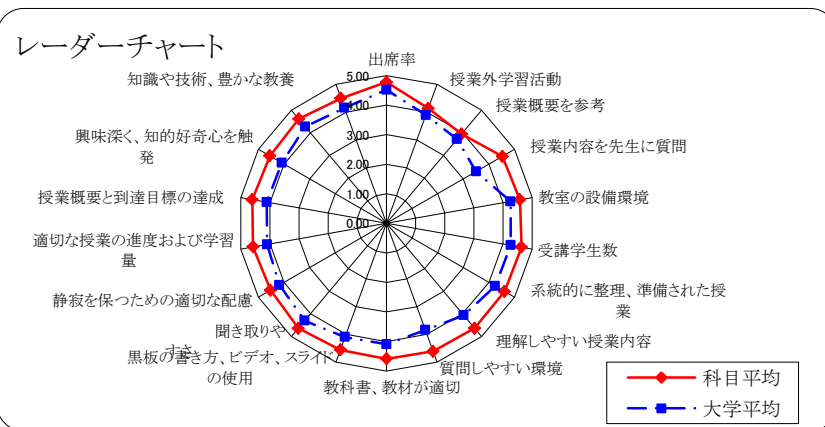 レーダーチャート
出席率
授業外学習活動
授業概要を参考
授業内容を先生に質問
教室の設備環境
受講学生数
系統的に整理、準備された授
業
理解しやすい授業内容
質問しやすい環境
教科書、教材が適切
黒板の書き方、ビデオ、スライド
の使用
聞き取りや
すさ
静寂を保つための適切な配慮
適切な授業の進度および学習
量
授業概要と到達目標の達成
興味深く、知的好奇心を触
発
知識や技術、豊かな教養
5.00
4.00
3.00
2.00
1.00
0.00
科目平均
大学平均